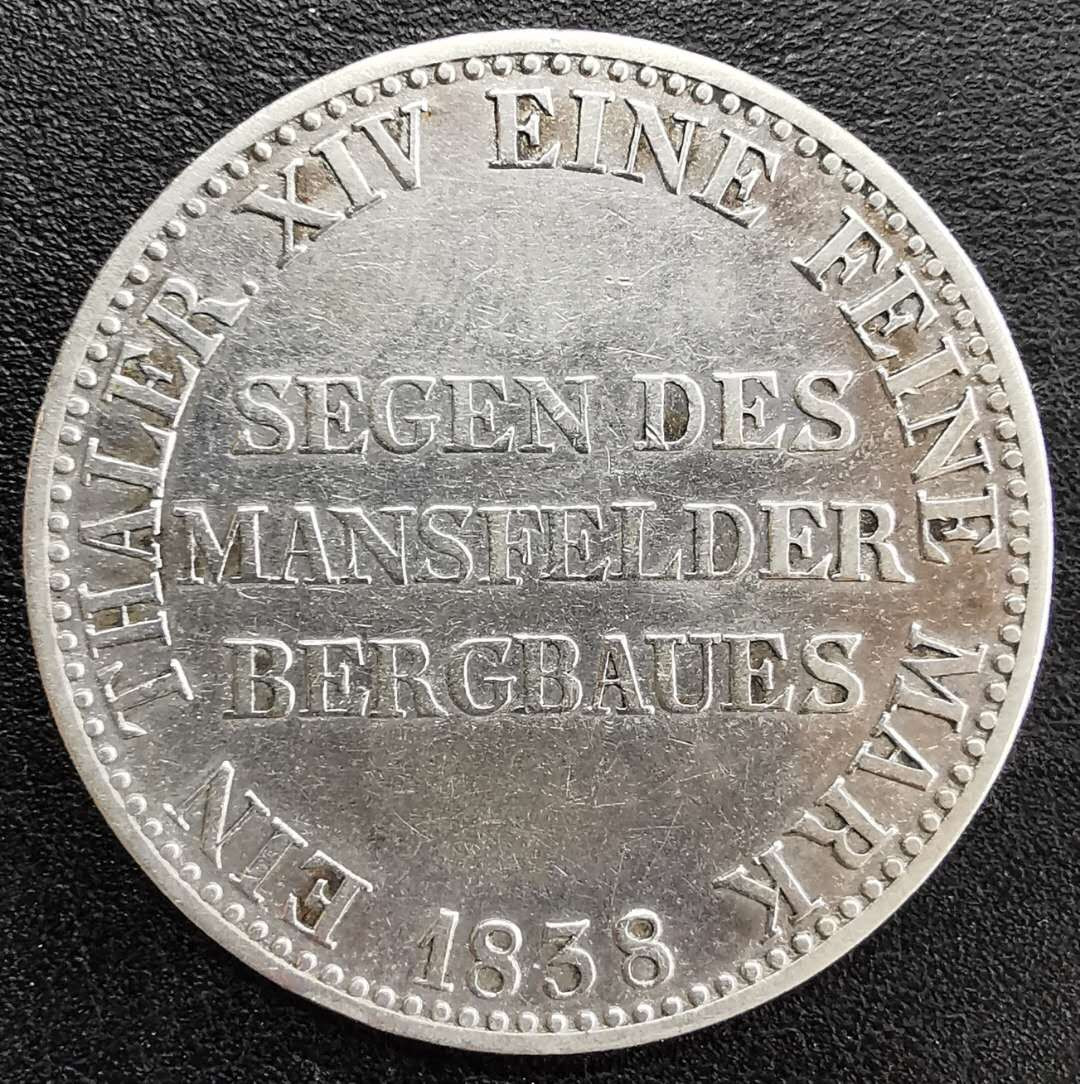 EIN THALER. XIV EINE FEINE MARK
SEGEN DES
MANSFELDER
BERGBAUES
1838